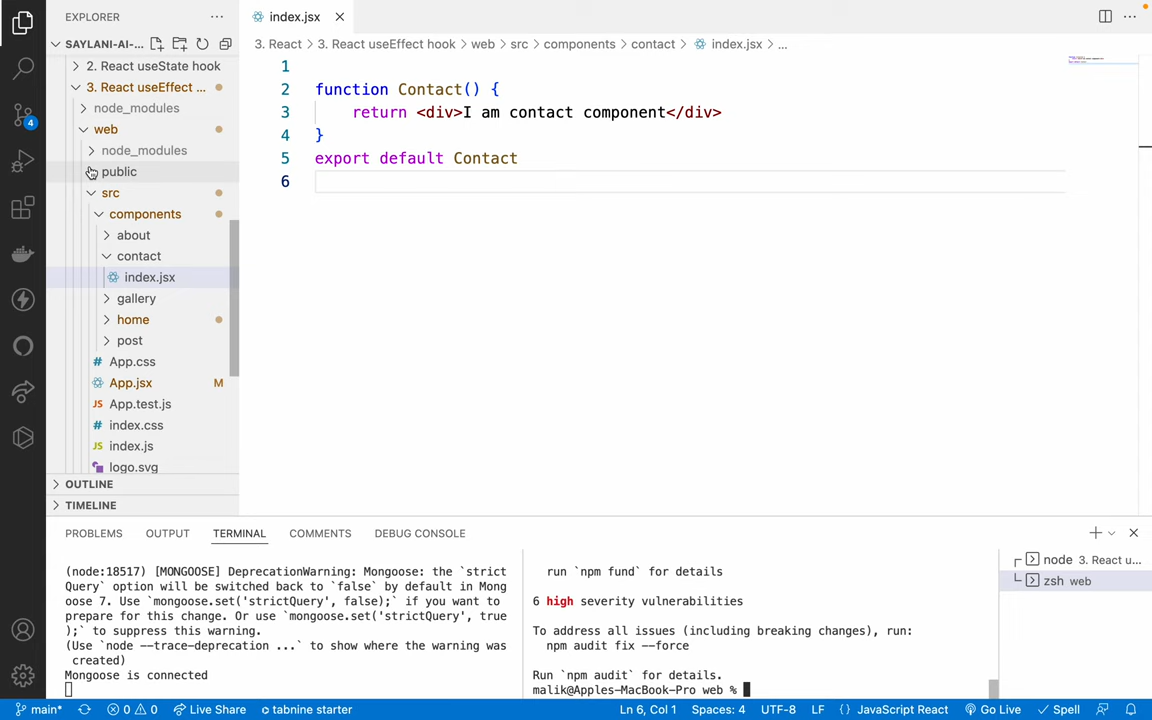 EXPLORER
index.jsx
SAYLANI-AI-...
3. React > 3. React useEffect hook > web > src > components > contact > index.jsx > ...
2. React useState hook
3. React useEffect ...
node_modules
web
node_modules
public
src
components
about
contact
index.jsx
gallery
home
post
# App.css
App.jsx M
JS App.test.js
# index.css
JS index.js
logo.svg
OUTLINE
TIMELINE
4
1
2 function Contact() {
3 return <div>I am contact component</div>
4 }
5 export default Contact
6
PROBLEMS OUTPUT TERMINAL COMMENTS DEBUG CONSOLE
(node:18517) [MONGOOSE] DeprecationWarning: Mongoose: the `strict
Query` option will be switched back to `false` by default in Mong
oose 7. Use `mongoose.set('strictQuery', false);` if you want to
prepare for this change. Or use `mongoose.set('strictQuery', true
);` to suppress this warning.
(Use `node --trace-deprecation ...` to show where the warning was
created)
Mongoose is connected
run `npm fund` for details
6 high severity vulnerabilities
To address all issues (including breaking changes), run:
npm audit fix --force
Run `npm audit` for details.
malik@Apples-MacBook-Pro web %
node 3. React u...
zsh web
main* 0 0 Live Share tabnine starter Ln 6, Col 1 Spaces: 4 UTF-8 LF {} JavaScript React Go Live Spell